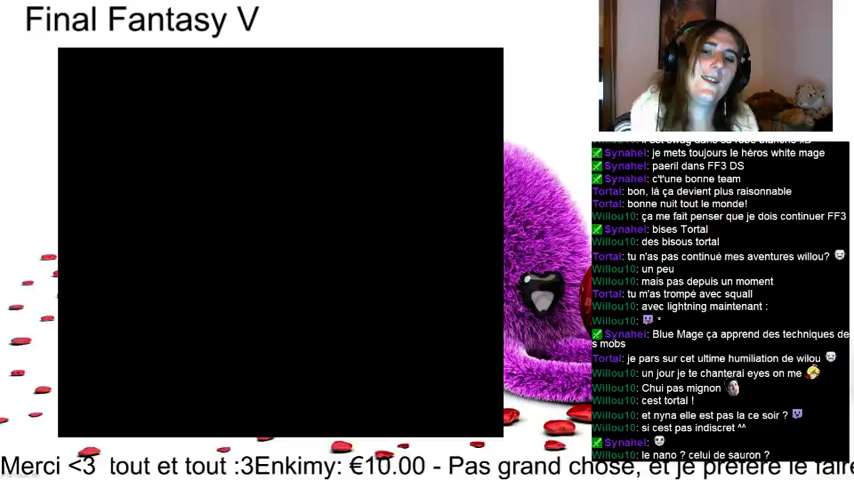 Final Fantasy V
Synahel: je mets toujours le héros white mage
Synahel: paeril dans FF3 DS
Synahel: c't'une bonne team
Tortal: bon, là ça devient plus raisonnable
Tortal: bonne nuit tout le monde!
Willou10: ça me fait penser que je dois continuer FF3
Synahel: bises Tortal
Willou10: des bisous tortal
Tortal: tu n'as pas continué mes aventures willou?
Willou10: un peu
Willou10: mais pas depuis un moment
Tortal: tu m'as trompé avec squall
Willou10: avec lightning maintenant :
Willou10: *
Synahel: Blue Mage ça apprend des techniques de
s mobs
Tortal: je pars sur cet ultime humiliation de wilou
Willou10: un jour je te chanterai eyes on me
Willou10: Chui pas mignon
Willou10: cest tortal !
Willou10: et nyna elle est pas la ce soir ?
Willou10: si cest pas indiscret ^^
Synahel:
Willou10: le nano ? celui de sauron ?
Merci <3 tout et tout :3Enkimy: €10.00 - Pas grand chose, et je préfère le faire